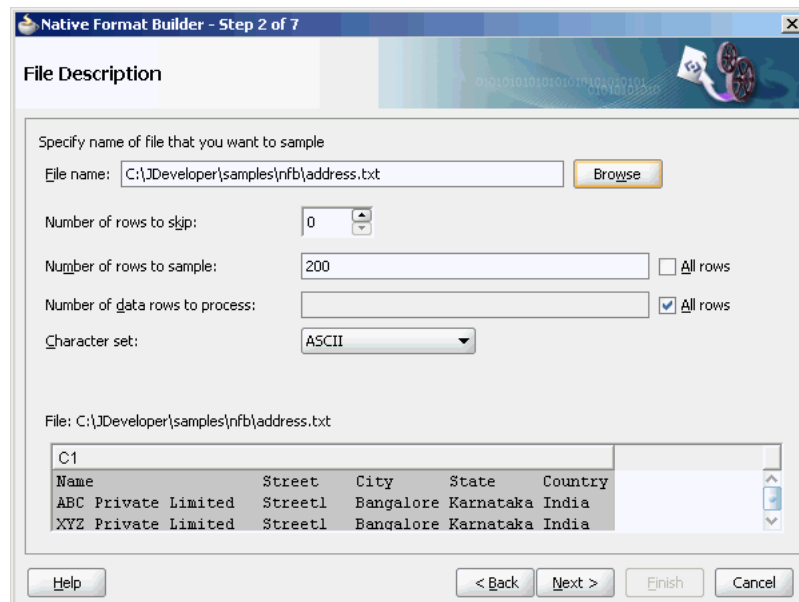 Native Format Builder - Step 2 of 7
File Description
0101010101010101010101
01010101010
Specify name of file that you want to sample
File name: C:\JDeveloper\samples\nfb\address.txt Browse
Number of rows to skip: 0
Number of rows to sample: 200 All rows
Number of data rows to process: All rows
Character set: ASCII
File: C:\JDeveloper\samples\nfb\address.txt
C1
Name Street City State Country
ABC Private Limited Street1 Bangalore Karnataka India
XYZ Private Limited Street1 Bangalore Karnataka India
Help < Back Next > Finish Cancel